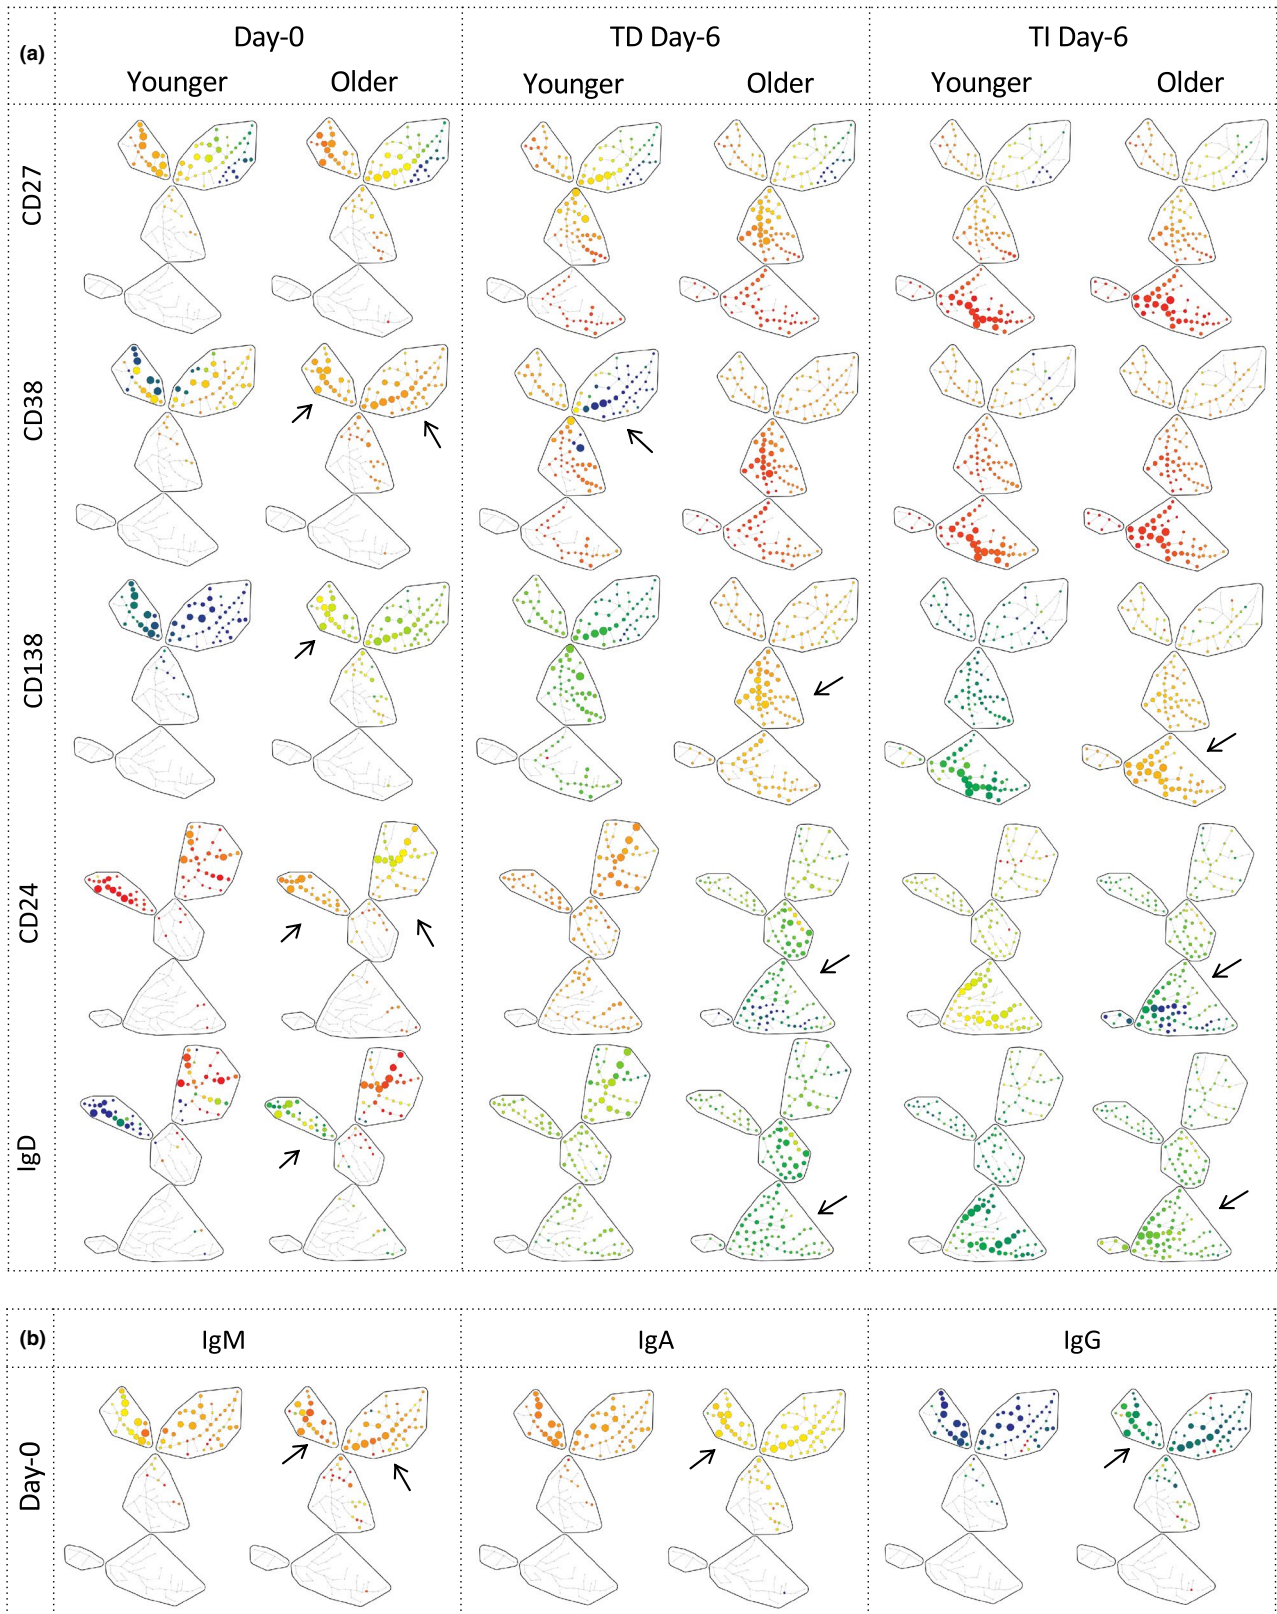 (a)
Day-0
TD Day-6
TI Day-6
Younger
Older
Younger
Older
Younger
Older
CD27
CD38
CD138
CD24
IgD
(b)
IgM
IgA
IgG
Day-0